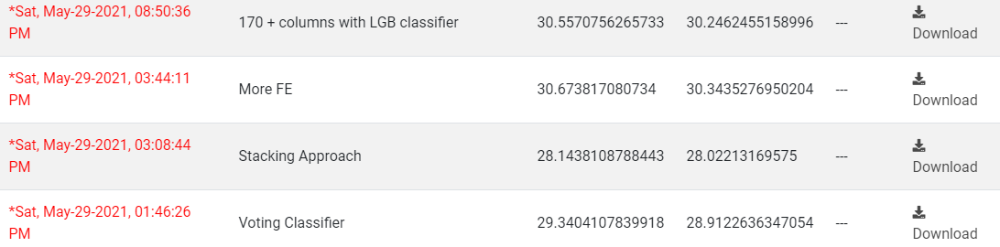 *Sat, May-29-2021, 08:50:36 PM 170 + columns with LGB classifier 30.5570756265733 30.2462455158996 --- Download
*Sat, May-29-2021, 03:44:11 PM More FE 30.673817080734 30.3435276950204 --- Download
*Sat, May-29-2021, 03:08:44 PM Stacking Approach 28.1438108788443 28.02213169575 --- Download
*Sat, May-29-2021, 01:46:26 PM Voting Classifier 29.3404107839918 28.9122636347054 --- Download